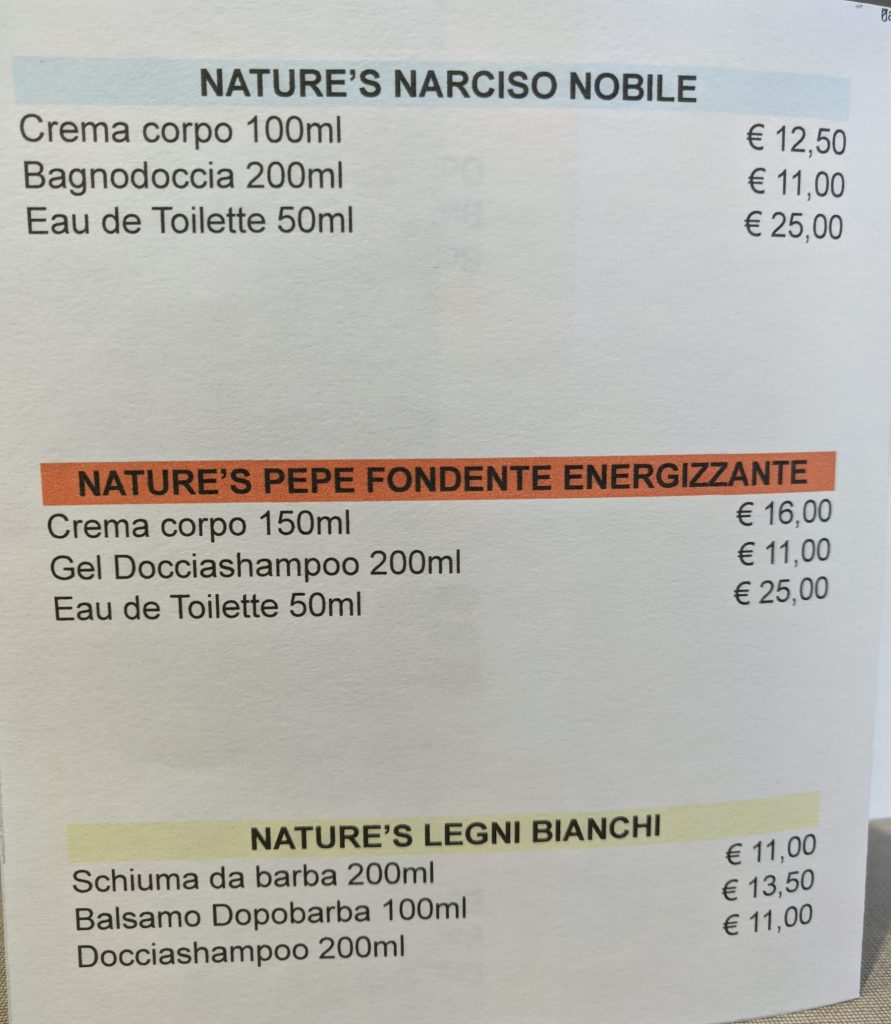 NATURE'S NARCISO NOBILE
Crema corpo 100ml € 12,50
Bagnodoccia 200ml € 11,00
Eau de Toilette 50ml € 25,00
NATURE'S PEPE FONDENTE ENERGIZZANTE
Crema corpo 150ml € 16,00
Gel Docciashampoo 200ml € 11,00
Eau de Toilette 50ml € 25,00
NATURE'S LEGNI BIANCHI
Schiuma da barba 200ml € 11,00
Balsamo Dopobarba 100ml € 13,50
Docciashampoo 200ml € 11,00